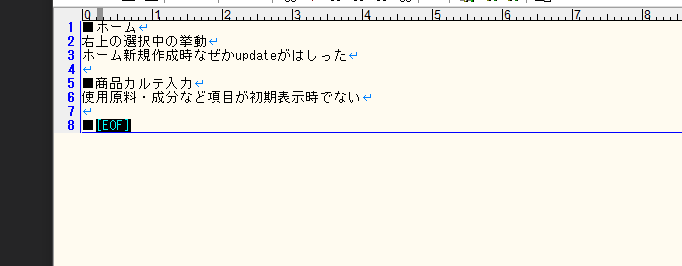 0 1 2 3 4 5 6 7 8
1 ■ホーム↵
2 右上の選択中の挙動↵
3 ホーム新規作成時なぜかupdateがはしった↵
4 ↵
5 ■商品カルテ入力↵
6 使用原料・成分など項目が初期表示時でない↵
7 ↵
8 ■[EOF]